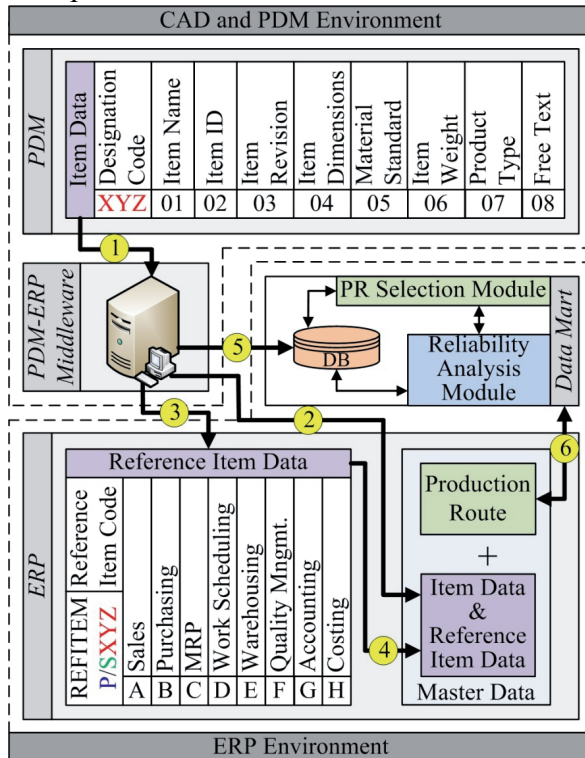 CAD and PDM Environment
PDM
Item Data
Designation
Code
XYZ
Item Name
01
Item ID
02
Item
Revision
03
Item
Dimensions
04
Material
Standard
05
Item
Weight
06
Product
Type
07
Free Text
08
1
PDM-ERP
Middleware
PR Selection Module
5
DB
Reliability
Analysis
Module
Data Mart
3
2
6
ERP
Reference Item Data
REFITEM Reference
P/SXYZ Item Code
Sales
A
Purchasing
B
MRP
C
Work Scheduling
D
Warehousing
E
Quality Mngmt.
F
Accounting
G
Costing
H
4
Production
Route
+
Item Data
&
Reference
Item Data
Master Data
ERP Environment